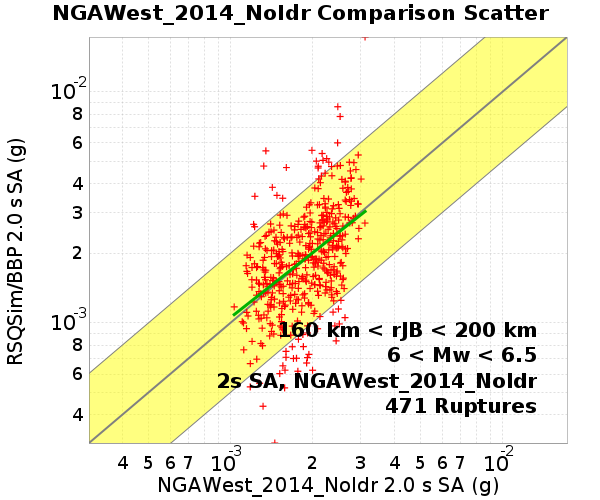 NGAWest_2014_NoIdr Comparison Scatter
RSQSim/BBP 2.0 s SA (g)
10-2
8
6
4
3
2
10-3
8
6
4
160 km < rJB < 200 km
6 < Mw < 6.5
2s SA, NGAWest_2014_NoIdr
471 Ruptures
4 5 6 7 10-3 2 3 4 5 6 7 10-2
NGAWest_2014_NoIdr 2.0 s SA (g)